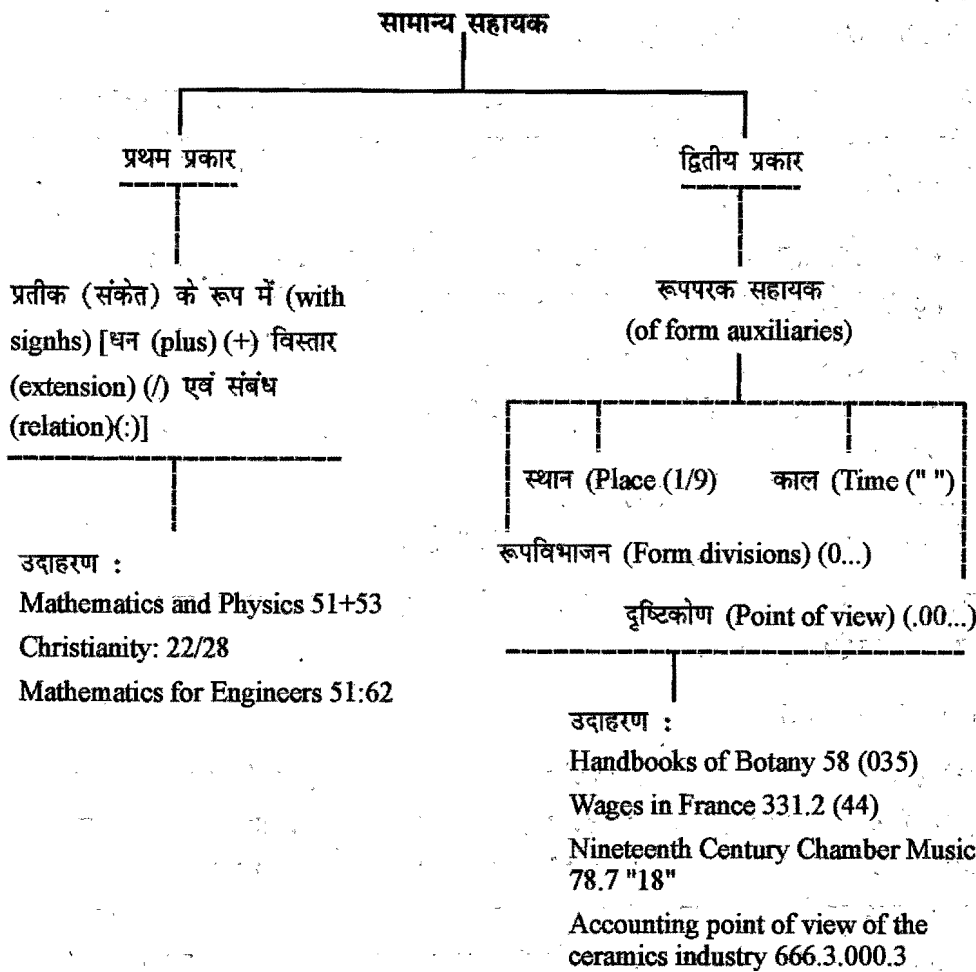 सामान्य सहायक
प्रथम प्रकार
द्वितीय प्रकार
प्रतीक (संकेत) के रूप में (with
signhs) [धन (plus) (+) विस्तार
(extension) (/) एवं संबंध
(relation)(:)]
रूपपरक सहायक
(of form auxiliaries)
स्थान (Place (1/9)
काल (Time (" ")
रूपविभाजन (Form divisions) (0...)
दृष्टिकोण (Point of view) (.00...)
उदाहरण :
Mathematics and Physics 51+53
Christianity: 22/28
Mathematics for Engineers 51:62
उदाहरण :
Handbooks of Botany 58 (035)
Wages in France 331.2 (44)
Nineteenth Century Chamber Music
78.7 "18"
Accounting point of view of the
ceramics industry 666.3.000.3